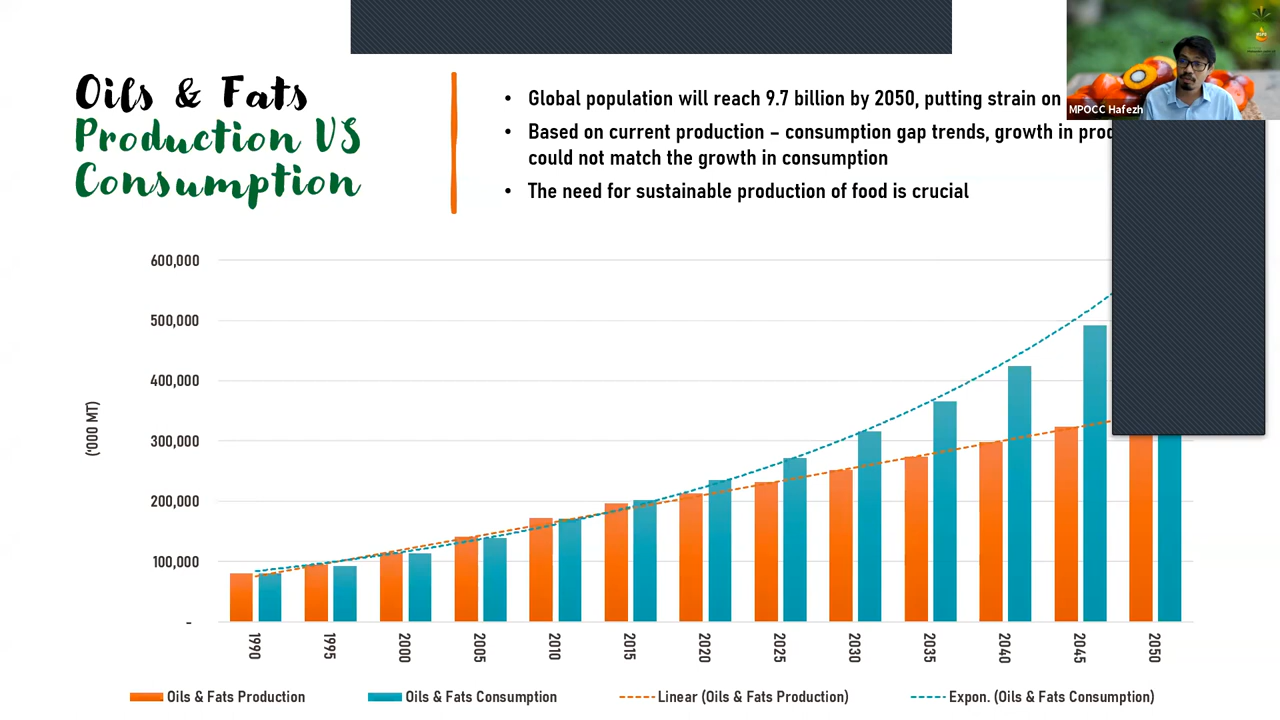 Oils & Fats
Production VS
Consumption
• Global population will reach 9.7 billion by 2050, putting strain on
• Based on current production – consumption gap trends, growth in
could not match the growth in consumption
• The need for sustainable production of food is crucial
MPOCC Hafezh
('000 MT)
600,000
500,000
400,000
300,000
200,000
100,000
-
1990 1995 2000 2005 2010 2015 2020 2025 2030 2035 2040 2045 2050
Oils & Fats Production Oils & Fats Consumption Linear (Oils & Fats Production) Expon. (Oils & Fats Consumption)